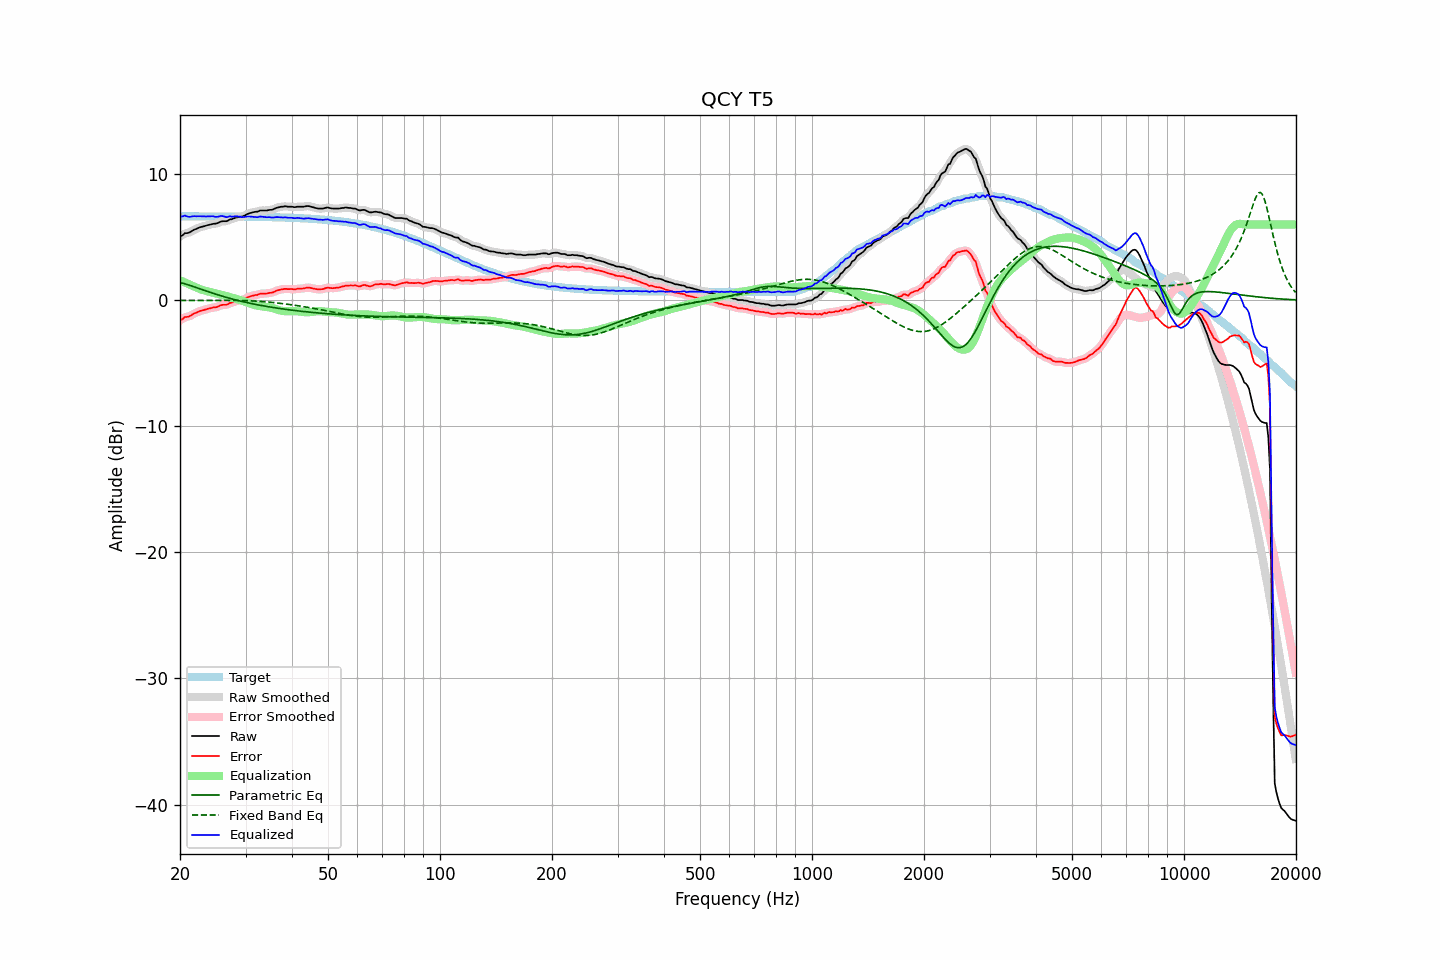 QCY T5
Amplitude (dBr)
10
0
−10
−20
−30
−40
Target
Raw Smoothed
Error Smoothed
Raw
Error
Equalization
Parametric Eq
Fixed Band Eq
Equalized
20 50 100 200 500 1000 2000 5000 10000 20000
Frequency (Hz)